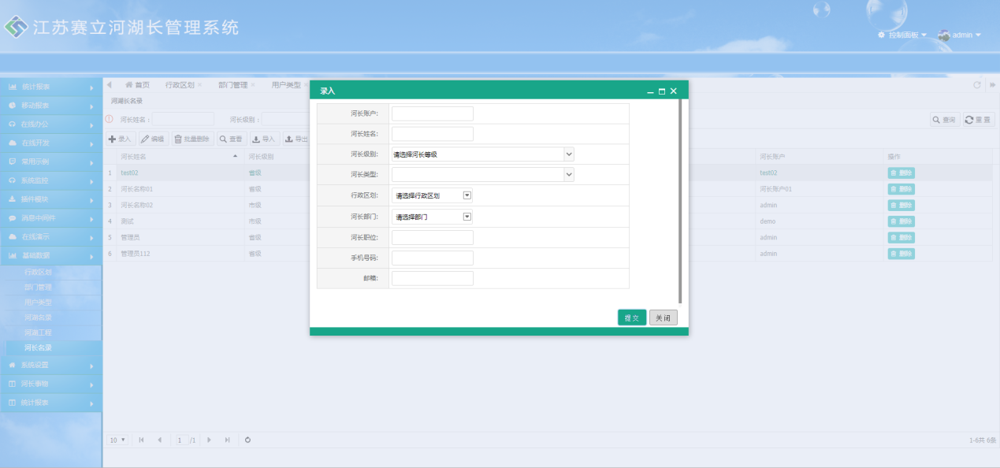 江苏赛立河湖长管理系统
控制面板 admin
统计报表
移动报表
在线办公
在线开发
常用示例
系统监控
插件模块
消息中间件
在线演示
基础数据
行政区划
部门管理
用户类型
河湖名录
河湖工程
河长名录
系统设置
河长事物
统计报表
首页 行政区划 部门管理 用户类型
河湖长名录
河长姓名： 河长级别： 查询 重置
录入 编辑 批量删除 查看 导入 导出
河长姓名 河长级别 河长账户 操作
1 test02 省级 test02 删除
2 河长名称01 省级 河长账户01 删除
3 河长名称02 市级 admin 删除
4 测试 市级 demo 删除
5 管理员 省级 admin 删除
6 管理员112 省级 admin 删除
录入
河长账户:
河长姓名:
河长级别: 请选择河长等级
河长类型:
行政区划: 请选择行政区划
河长部门: 请选择部门
河长职位:
手机号码:
邮箱:
提交 关闭
10 1 /1 1-6共 6条